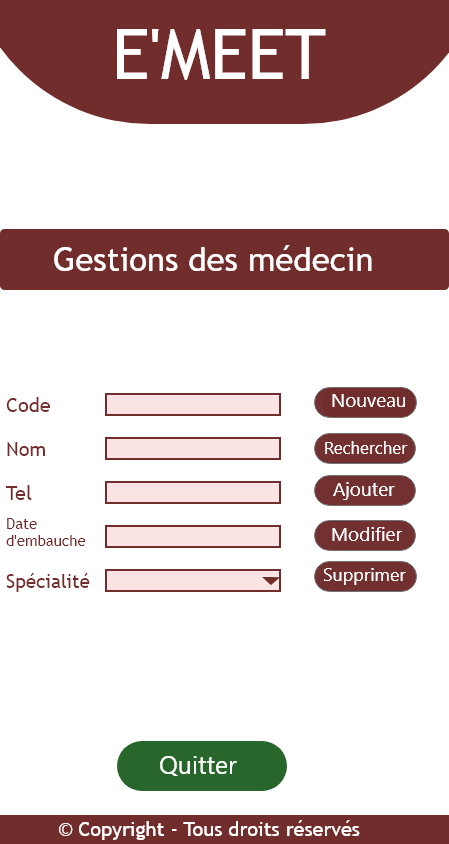 E'MEET
Gestions des médecin
Code
Nouveau
Nom
Rechercher
Tel
Ajouter
Date
d'embauche
Modifier
Spécialité
Supprimer
Quitter
© Copyright - Tous droits réservés